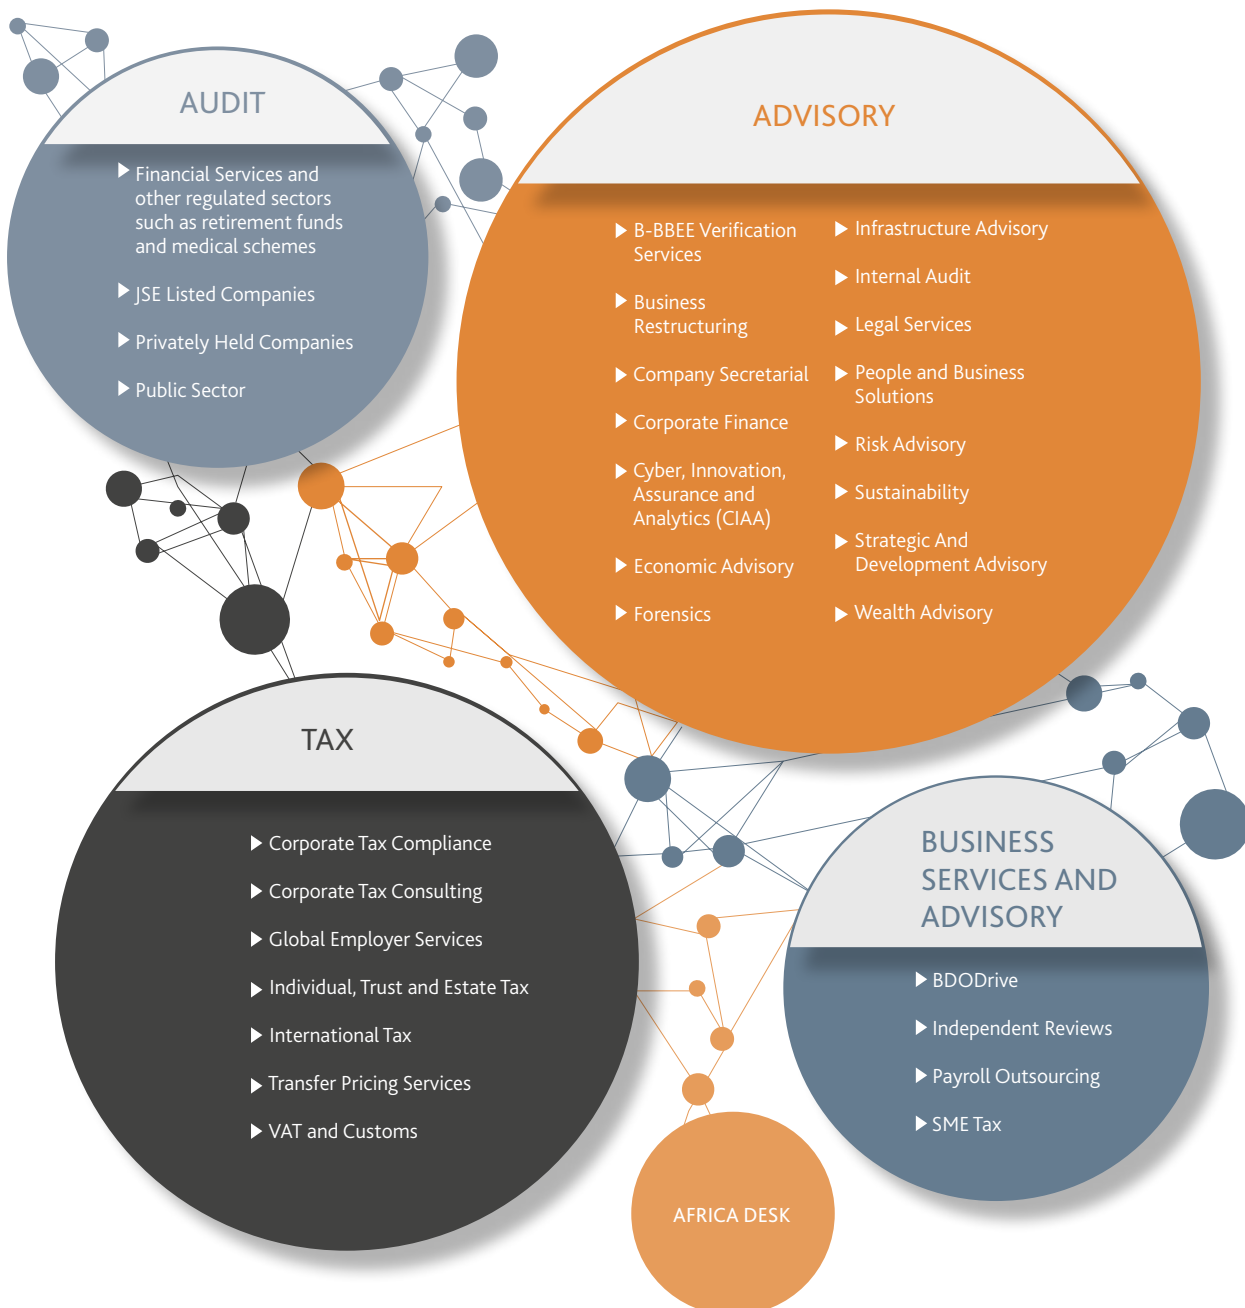 AUDIT
Financial Services and
other regulated sectors
such as retirement funds
and medical schemes
JSE Listed Companies
Privately Held Companies
Public Sector
ADVISORY
B-BBEE Verification
Services
Business
Restructuring
Company Secretarial
Corporate Finance
Cyber, Innovation,
Assurance and
Analytics (CIAA)
Economic Advisory
Forensics
Infrastructure Advisory
Internal Audit
Legal Services
People and Business
Solutions
Risk Advisory
Sustainability
Strategic And
Development Advisory
Wealth Advisory
TAX
Corporate Tax Compliance
Corporate Tax Consulting
Global Employer Services
Individual, Trust and Estate Tax
International Tax
Transfer Pricing Services
VAT and Customs
BUSINESS
SERVICES AND
ADVISORY
BDODrive
Independent Reviews
Payroll Outsourcing
SME Tax
AFRICA DESK